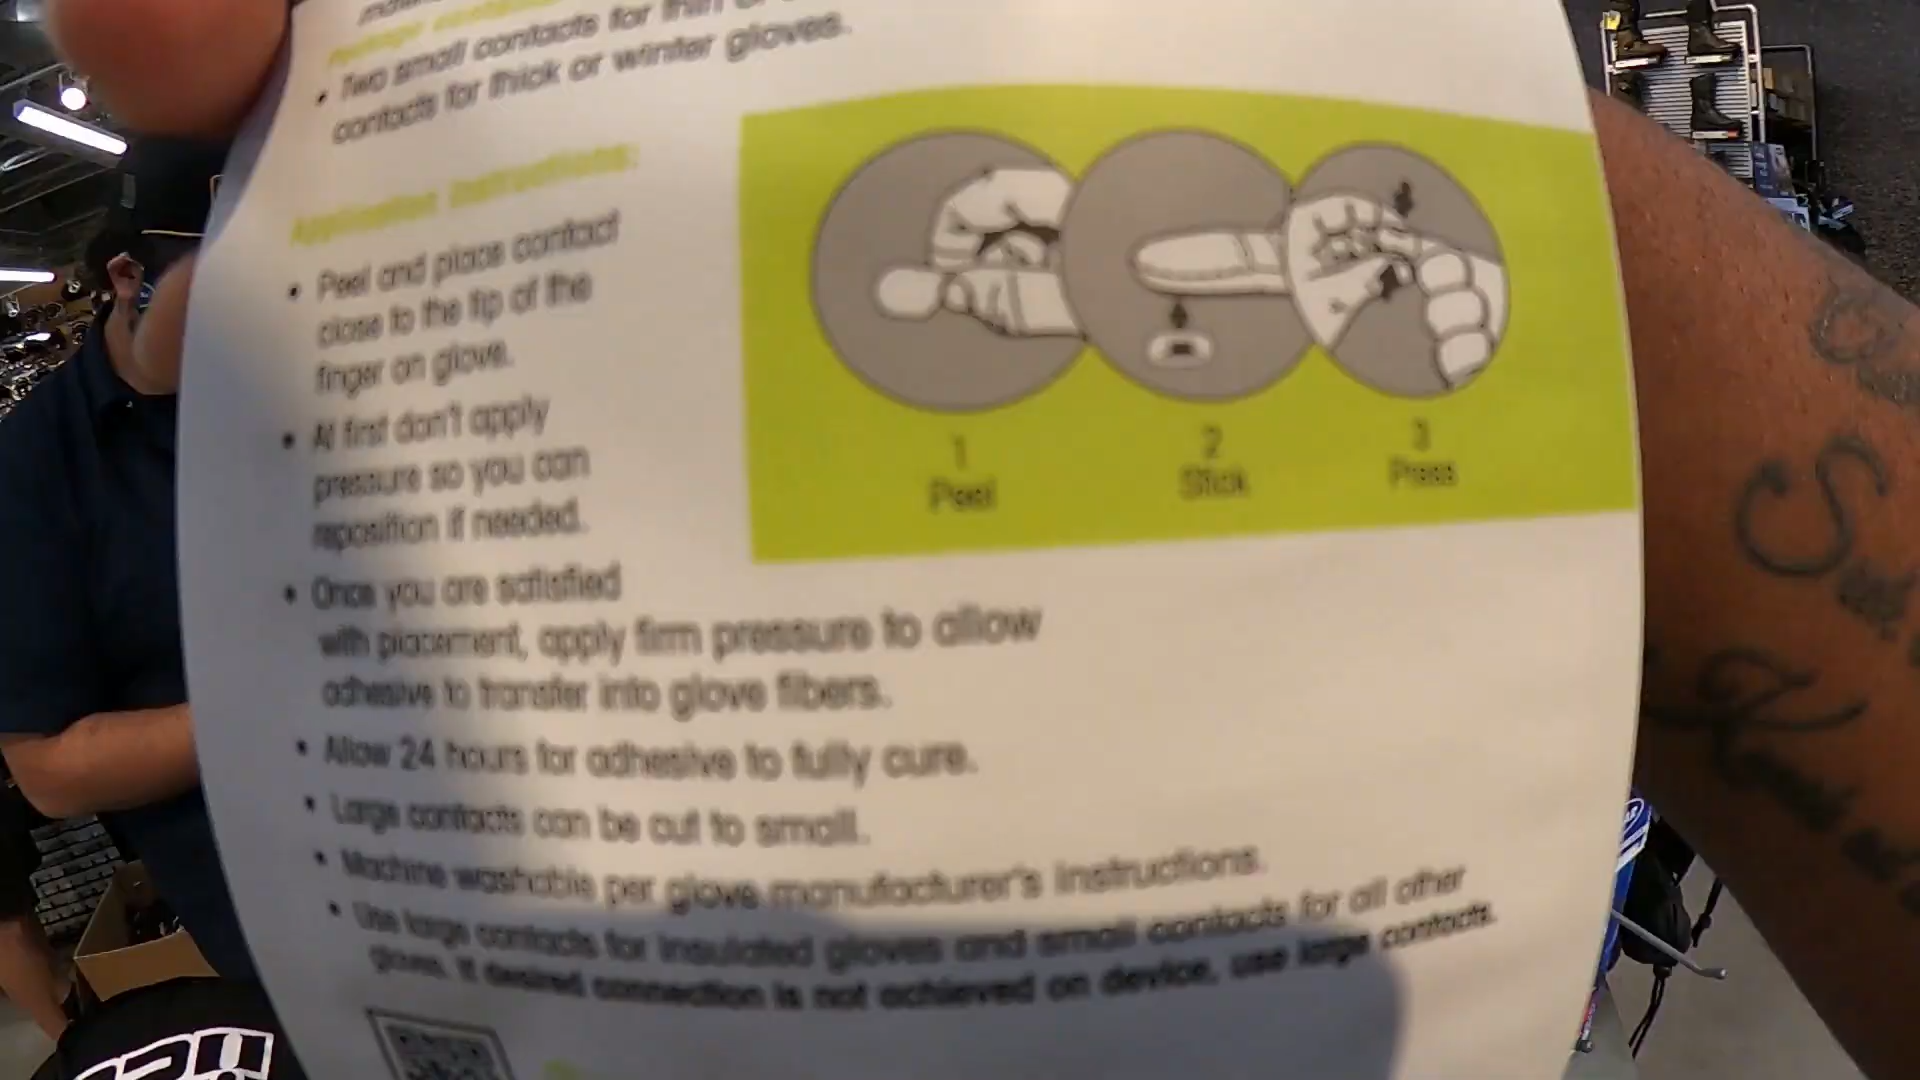 Package contents:
• Two small contacts for thin or
contacts for thick or winter gloves.
Application Instructions:
• Peel and place contact
close to the tip of the
finger on glove.
• At first don't apply
pressure so you can
reposition if needed.
• Once you are satisfied
with placement, apply firm pressure to allow
adhesive to transfer into glove fibers.
• Allow 24 hours for adhesive to fully cure.
• Large contacts can be cut to small.
• Machine washable per glove manufacturer's instructions.
• Use large contacts for insulated gloves and small contacts for all other
gloves. If desired connection is not achieved on device, use large contacts.
1
Peel
2
Stick
3
Press